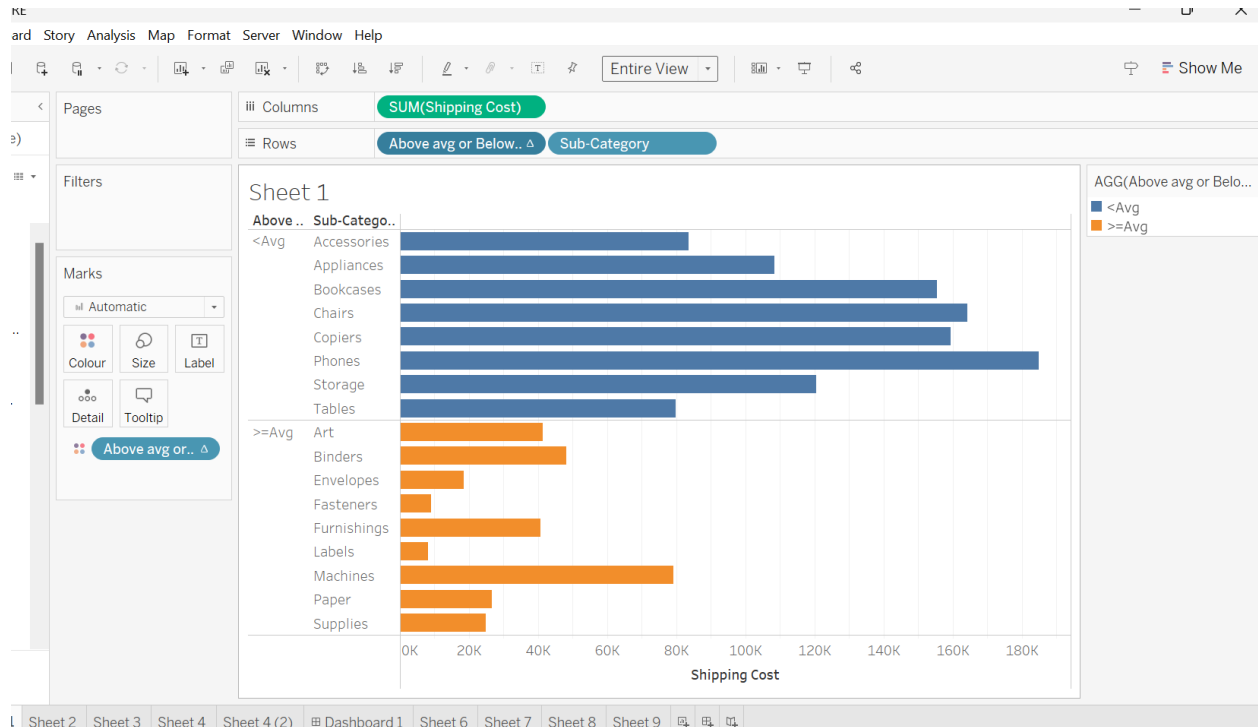 RE
ard Story Analysis Map Format Server Window Help
Entire View
Show Me
Pages
iii Columns SUM(Shipping Cost)
e)
Rows Above avg or Below.. Δ Sub-Category
Filters
Sheet 1
AGG(Above avg or Belo...
<Avg
>=Avg
Above .. Sub-Catego..
<Avg Accessories
Appliances
Bookcases
Chairs
Copiers
Phones
Storage
Tables
>=Avg Art
Binders
Envelopes
Fasteners
Furnishings
Labels
Machines
Paper
Supplies
0K 20K 40K 60K 80K 100K 120K 140K 160K 180K
Shipping Cost
Marks
Automatic
Colour Size Label
Detail Tooltip
Above avg or.. Δ
Sheet 2 Sheet 3 Sheet 4 Sheet 4 (2) Dashboard 1 Sheet 6 Sheet 7 Sheet 8 Sheet 9